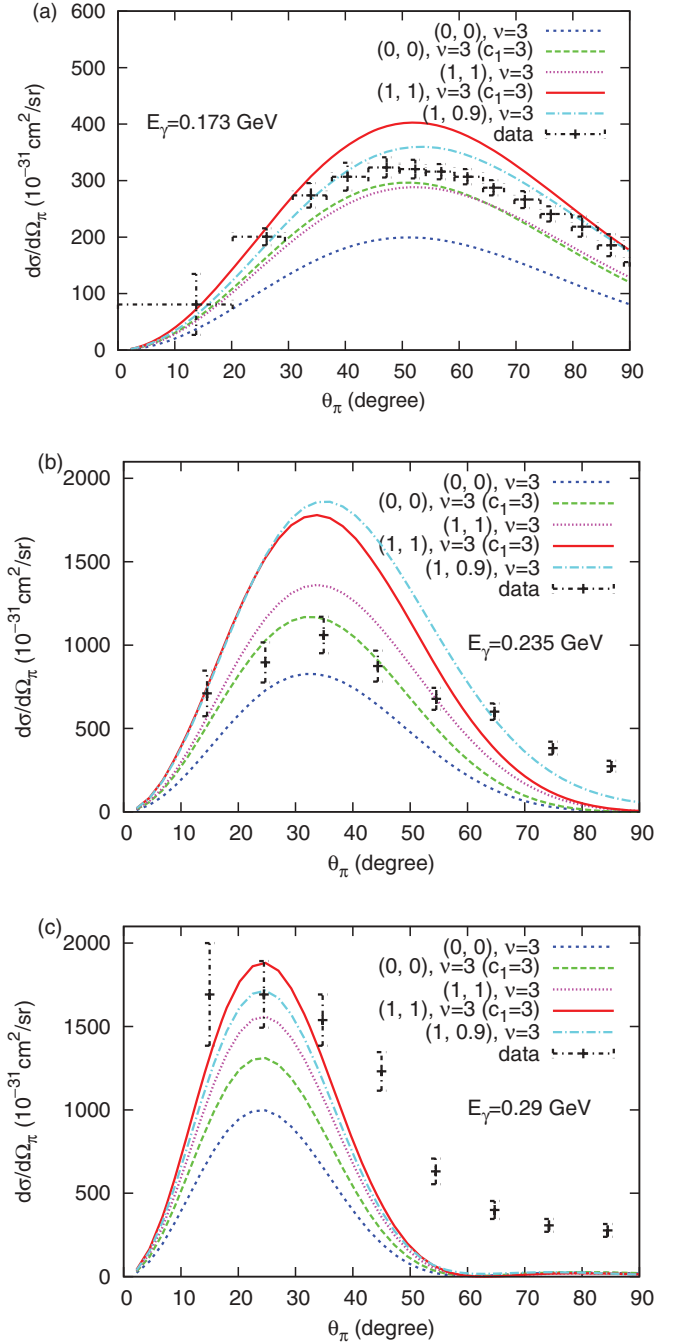 (a)
(0, 0), ν=3
(0, 0), ν=3 (c₁=3)
(1, 1), ν=3
(1, 1), ν=3 (c₁=3)
(1, 0.9), ν=3
data
Eγ=0.173 GeV
dσ/dΩπ (10⁻³¹cm²/sr)
600
500
400
300
200
100
0
0 10 20 30 40 50 60 70 80 90
θπ (degree)
(b)
(0, 0), ν=3
(0, 0), ν=3 (c₁=3)
(1, 1), ν=3
(1, 1), ν=3 (c₁=3)
(1, 0.9), ν=3
data
Eγ=0.235 GeV
dσ/dΩπ (10⁻³¹cm²/sr)
2000
1500
1000
500
0
0 10 20 30 40 50 60 70 80 90
θπ (degree)
(c)
(0, 0), ν=3
(0, 0), ν=3 (c₁=3)
(1, 1), ν=3
(1, 1), ν=3 (c₁=3)
(1, 0.9), ν=3
data
Eγ=0.29 GeV
dσ/dΩπ (10⁻³¹cm²/sr)
2000
1500
1000
500
0
0 10 20 30 40 50 60 70 80 90
θπ (degree)